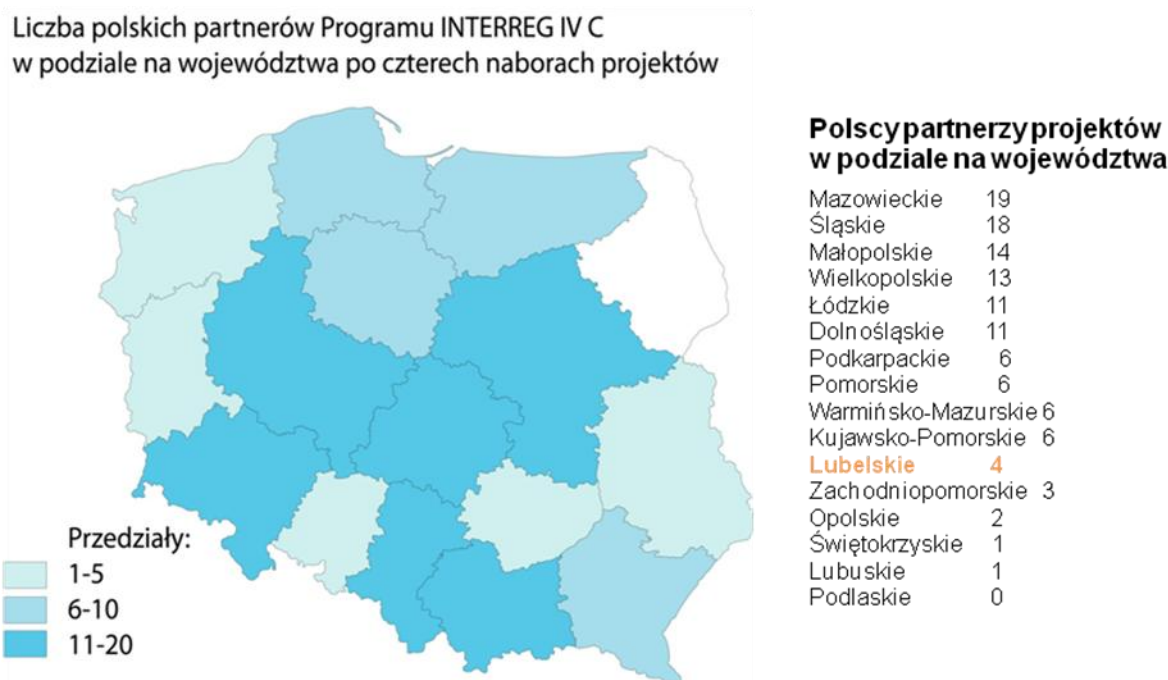 Liczba polskich partnerów Programu INTERREG IV C
w podziale na województwa po czterech naborach projektów
Przedziały:
1-5
6-10
11-20
Polscy partnerzy projektów
w podziale na województwa
Mazowieckie 19
Śląskie 18
Małopolskie 14
Wielkopolskie 13
Łódzkie 11
Dolnośląskie 11
Podkarpackie 6
Pomorskie 6
Warmińsko-Mazurskie 6
Kujawsko-Pomorskie 6
Lubelskie 4
Zachodniopomorskie 3
Opolskie 2
Świętokrzyskie 1
Lubuskie 1
Podlaskie 0